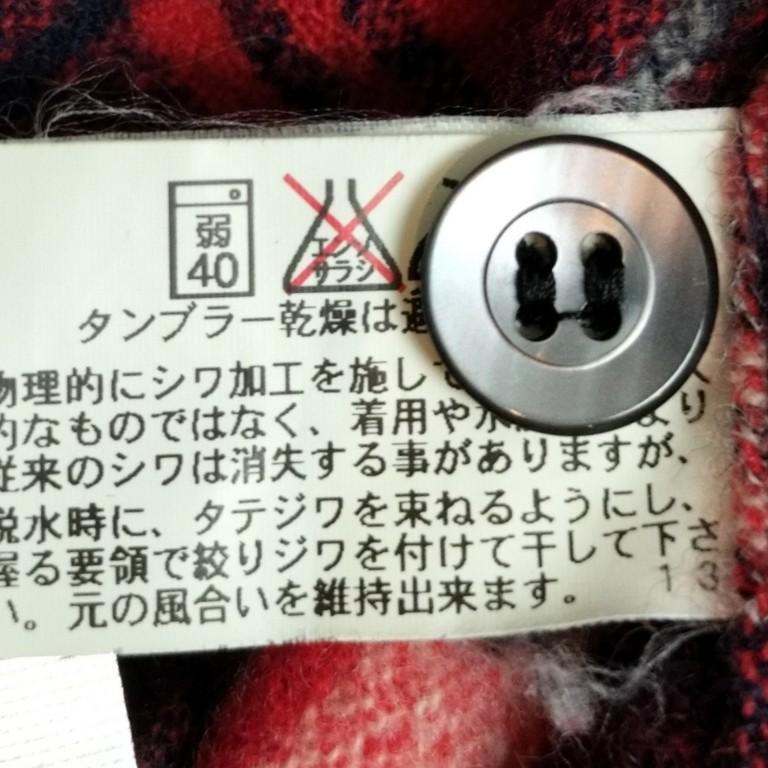 弱
40
エンソ
サラシ
タンブラー乾燥は
物理的にシワ加工を施し
的なものではなく、着用や水 より
従来のシワは消失する事がありますが、
脱水時に、タテジワを束ねるようにし、
握る要領で絞りジワを付けて干して下さ
い。元の風合いを維持出来ます。
13